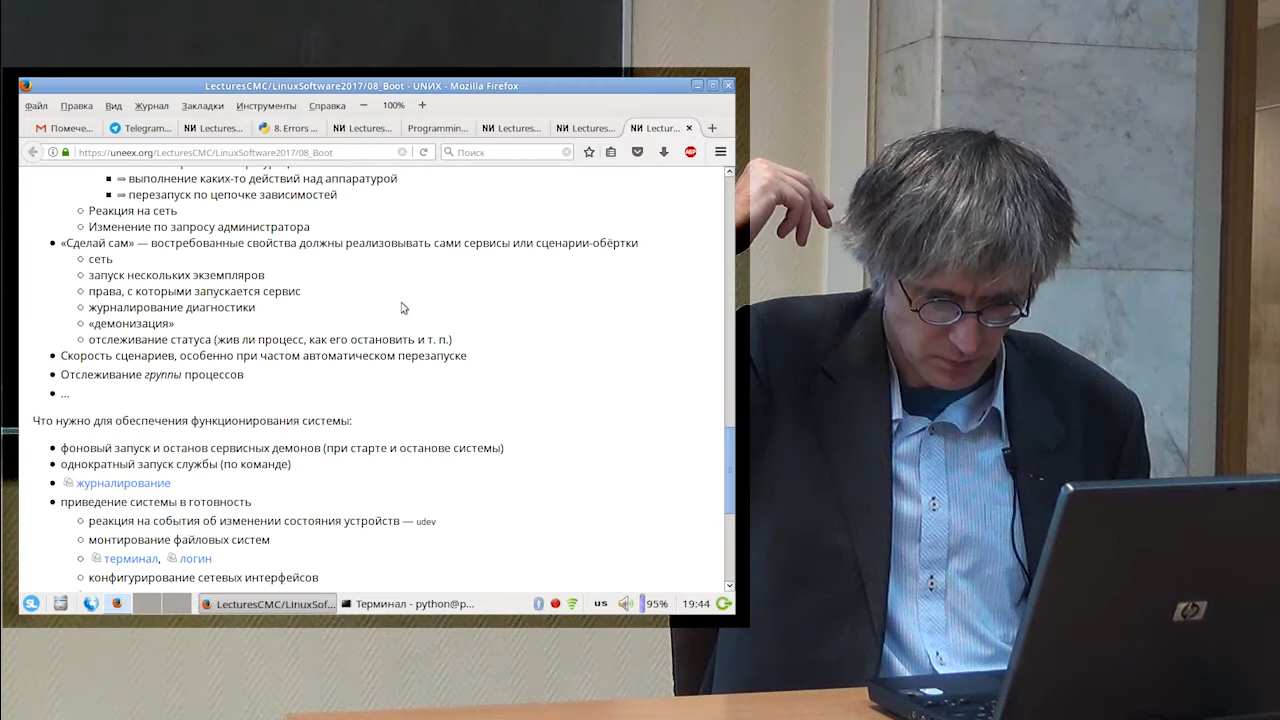 LecturesCMC/LinuxSoftware2017/08_Boot - UNИX - Mozilla Firefox
Файл Правка Вид Журнал Закладки Инструменты Справка − 100% +
Помече... Telegram... Lectures... 8. Errors ... Lectures... Programmin... Lectures... Lectures... Lectur...
https://uneex.org/LecturesCMC/LinuxSoftware2017/08_Boot Поиск ABP
⇒ выполнение каких-то действий над аппаратурой
⇒ перезапуск по цепочке зависимостей
Реакция на сеть
Изменение по запросу администратора
«Сделай сам» — востребованные свойства должны реализовывать сами сервисы или сценарии-обёртки
сеть
запуск нескольких экземпляров
права, с которыми запускается сервис
журналирование диагностики
«демонизация»
отслеживание статуса (жив ли процесс, как его остановить и т. п.)
Скорость сценариев, особенно при частом автоматическом перезапуске
Отслеживание группы процессов
...
Что нужно для обеспечения функционирования системы:
фоновый запуск и останов сервисных демонов (при старте и останове системы)
однократный запуск службы (по команде)
журналирование
приведение системы в готовность
реакция на события об изменении состояния устройств — udev
монтирование файловых систем
терминал, логин
конфигурирование сетевых интерфейсов
SL LecturesCMC/LinuxSof... Терминал - python@p... us 95% 19:44
hp